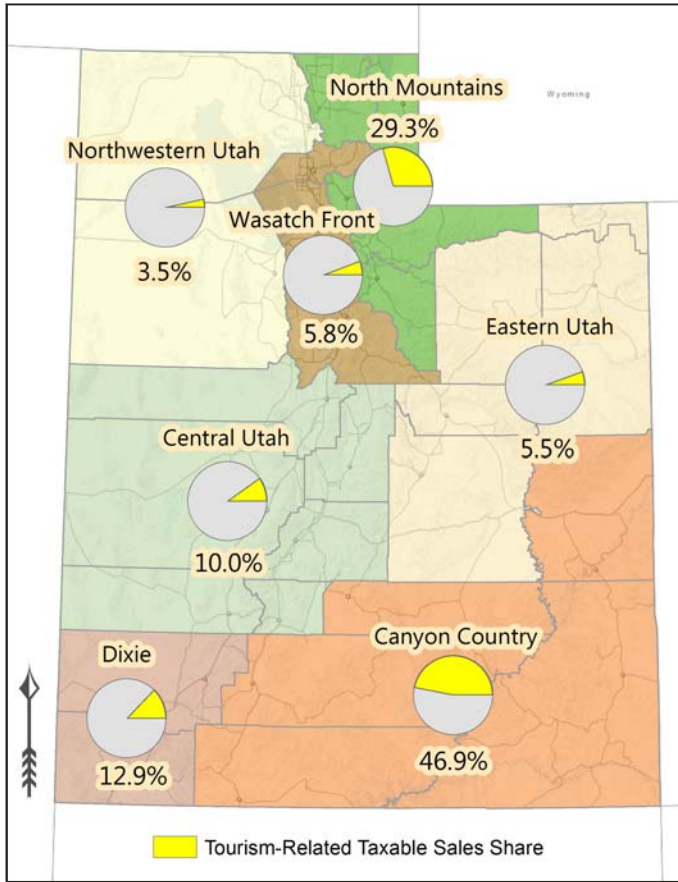 North Mountains
Wyoming
29.3%
Northwestern Utah
Wasatch Front
3.5%
5.8%
Eastern Utah
Central Utah
5.5%
10.0%
Dixie
Canyon Country
12.9%
46.9%
Tourism-Related Taxable Sales Share